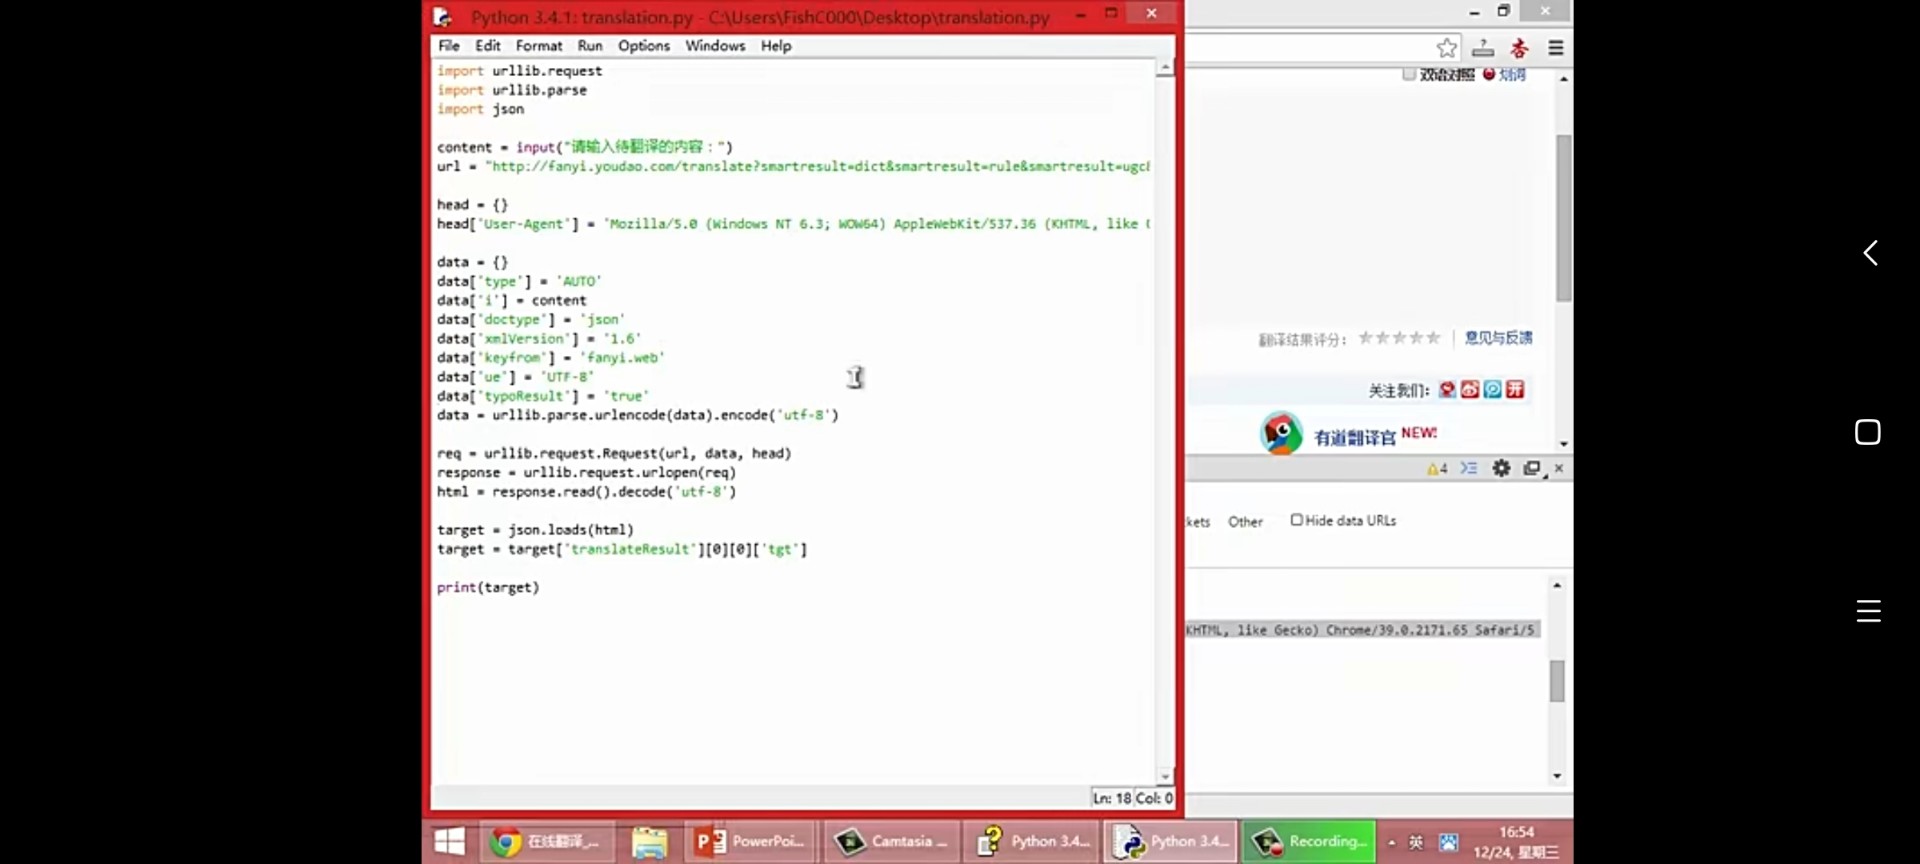 Python 3.4.1: translation.py - C:\Users\FishC000\Desktop\translation.py
File Edit Format Run Options Windows Help
import urllib.request
import urllib.parse
import json
content = input("请输入待翻译的内容：")
url = "http://fanyi.youdao.com/translate?smartresult=dict&smartresult=rule&smartresult=ugc
head = {}
head['User-Agent'] = 'Mozilla/5.0 (Windows NT 6.3; WOW64) AppleWebKit/537.36 (KHTML, like
data = {}
data['type'] = 'AUTO'
data['i'] = content
data['doctype'] = 'json'
data['xmlVersion'] = '1.6'
data['keyfrom'] = 'fanyi.web'
data['ue'] = 'UTF-8'
data['typoResult'] = 'true'
data = urllib.parse.urlencode(data).encode('utf-8')
req = urllib.request.Request(url, data, head)
response = urllib.request.urlopen(req)
html = response.read().decode('utf-8')
target = json.loads(html)
target = target['translateResult'][0][0]['tgt']
print(target)
Ln: 18 Col: 0
双语对照 划词
翻译结果评分：
意见与反馈
关注我们：
有道翻译官 NEW!
4
kets Other Hide data URLs
KHTML, like Gecko) Chrome/39.0.2171.65 Safari/5
在线翻译_... PowerPoi... Camtasia ... Python 3.4... Python 3.4... Recording... 英
16:54
12/24, 星期三